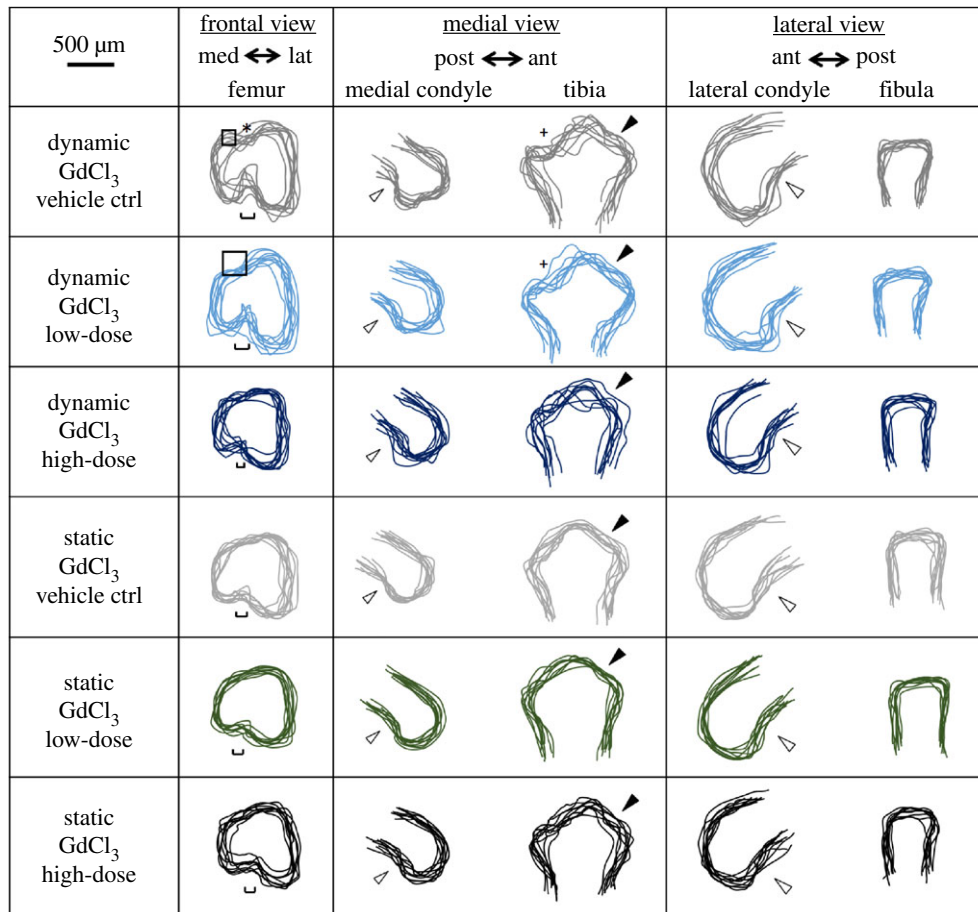 500 µm
frontal view
medial view
lateral view
med ↔ lat
post ↔ ant
ant ↔ post
femur
medial condyle
tibia
lateral condyle
fibula
dynamic
GdCl₃
vehicle ctrl
*
+
dynamic
GdCl₃
low-dose
+
dynamic
GdCl₃
high-dose
static
GdCl₃
vehicle ctrl
static
GdCl₃
low-dose
static
GdCl₃
high-dose